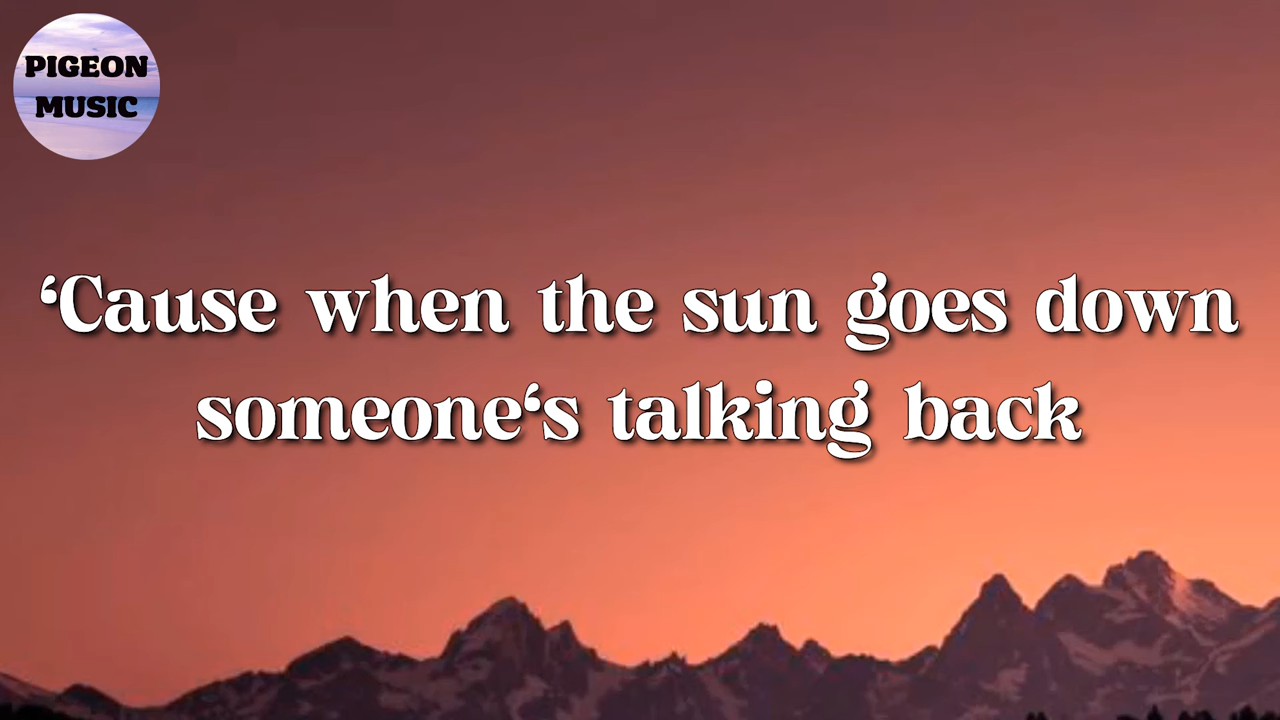 PIGEON
MUSIC
‘Cause when the sun goes down
someone‘s talking back